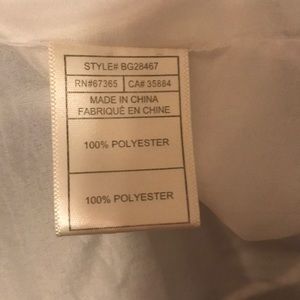 STYLE# BG28467
RN#67365 CA# 35884
MADE IN CHINA
FABRIQUÉ EN CHINE
100% POLYESTER
100% POLYESTER